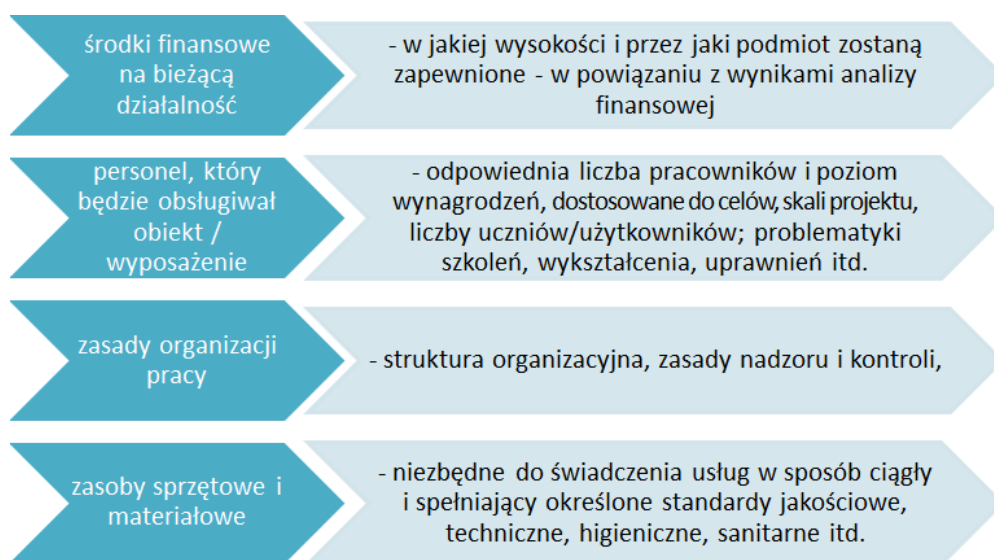 środki finansowe
na bieżącą
działalność
- w jakiej wysokości i przez jaki podmiot zostaną
zapewnione - w powiązaniu z wynikami analizy
finansowej
personel, który
będzie obsługiwał
obiekt /
wyposażenie
- odpowiednia liczba pracowników i poziom
wynagrodzeń, dostosowane do celów, skali projektu,
liczby uczniów/użytkowników; problematyki
szkoleń, wykształcenia, uprawnień itd.
zasady organizacji
pracy
- struktura organizacyjna, zasady nadzoru i kontroli,
zasoby sprzętowe i
materiałowe
- niezbędne do świadczenia usług w sposób ciągły
i spełniający określone standardy jakościowe,
techniczne, higieniczne, sanitarne itd.